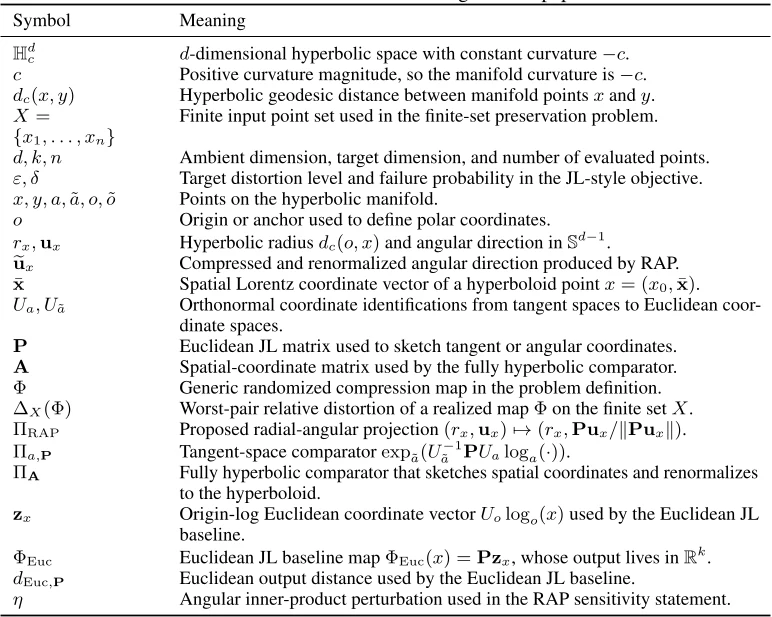 Symbol Meaning
ℍ_c^d d-dimensional hyperbolic space with constant curvature −c.
c Positive curvature magnitude, so the manifold curvature is −c.
d_c(x, y) Hyperbolic geodesic distance between manifold points x and y.
X = Finite input point set used in the finite-set preservation problem.
{x_1, . . . , x_n}
d, k, n Ambient dimension, target dimension, and number of evaluated points.
ε, δ Target distortion level and failure probability in the JL-style objective.
x, y, a, ã, o, õ Points on the hyperbolic manifold.
o Origin or anchor used to define polar coordinates.
r_x, u_x Hyperbolic radius d_c(o, x) and angular direction in 𝕊^{d−1}.
ũ_x Compressed and renormalized angular direction produced by RAP.
x̄ Spatial Lorentz coordinate vector of a hyperboloid point x = (x_0, x̄).
U_a, U_ã Orthonormal coordinate identifications from tangent spaces to Euclidean coor-
dinate spaces.
P Euclidean JL matrix used to sketch tangent or angular coordinates.
A Spatial-coordinate matrix used by the fully hyperbolic comparator.
Φ Generic randomized compression map in the problem definition.
Δ_X(Φ) Worst-pair relative distortion of a realized map Φ on the finite set X.
Π_RAP Proposed radial-angular projection (r_x, u_x) ↦ (r_x, Pu_x/∥Pu_x∥).
Π_{a,P} Tangent-space comparator exp_ã(U_ã^{−1}PU_a log_a(·)).
Π_A Fully hyperbolic comparator that sketches spatial coordinates and renormalizes
to the hyperboloid.
z_x Origin-log Euclidean coordinate vector U_o log_o(x) used by the Euclidean JL
baseline.
Φ_Euc Euclidean JL baseline map Φ_Euc(x) = Pz_x, whose output lives in ℝ^k.
d_{Euc,P} Euclidean output distance used by the Euclidean JL baseline.
η Angular inner-product perturbation used in the RAP sensitivity statement.